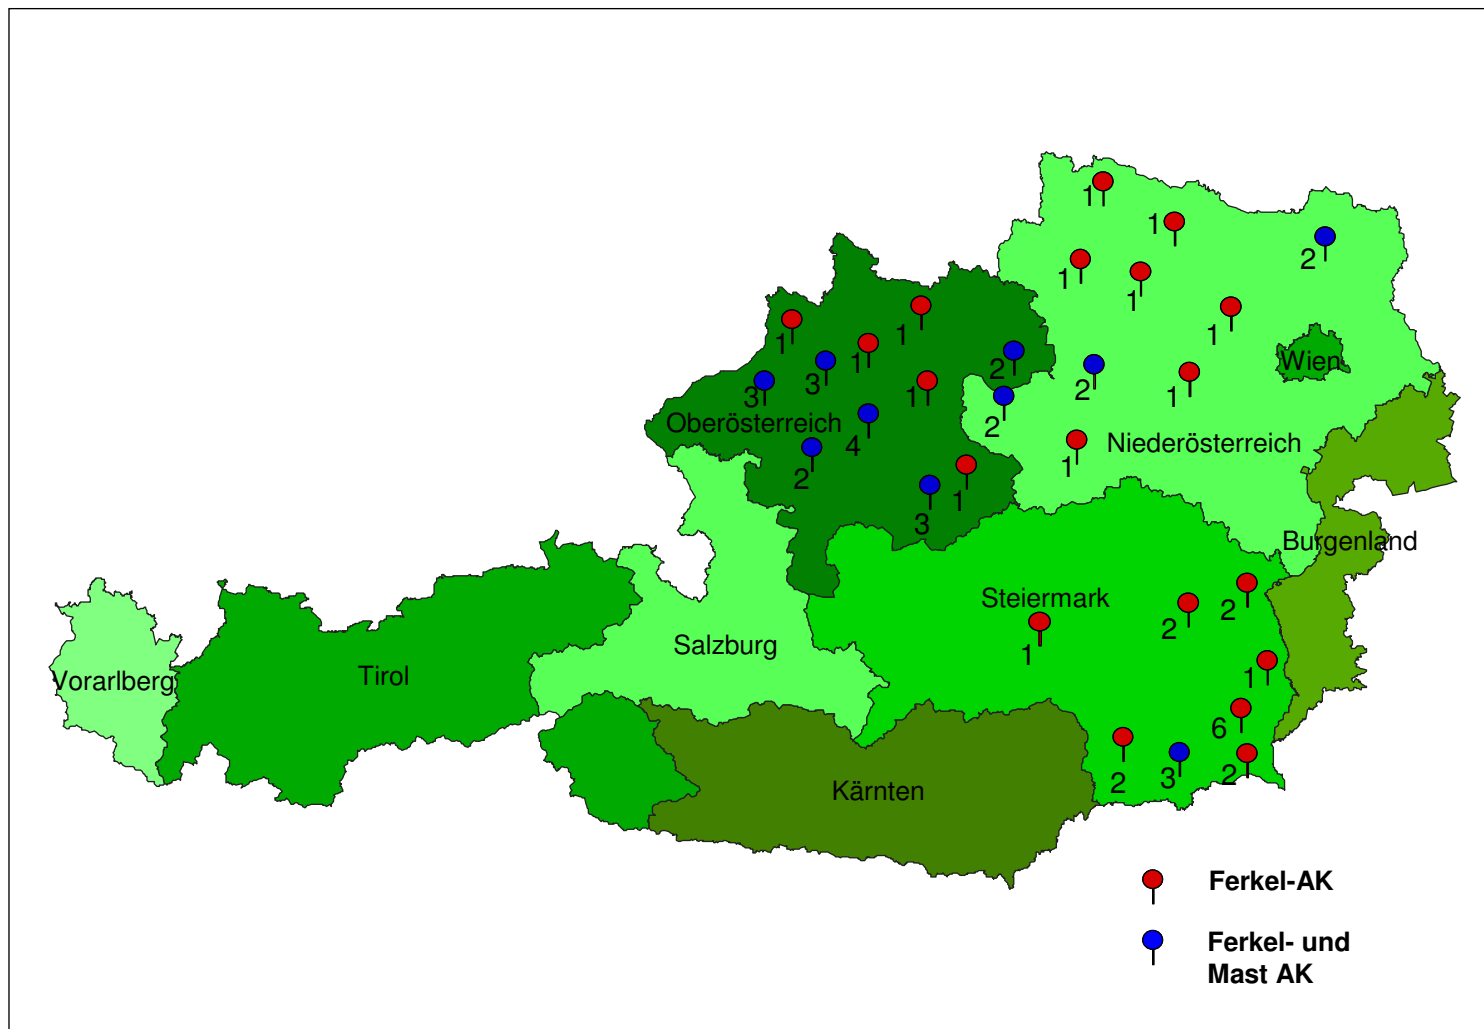 1
1
2
1
1
1
1
1
1
2
2
1
3
1
3
1
2
Wien
Oberösterreich
4
Niederösterreich
1
2
1
3
Burgenland
Steiermark
2
2
1
Salzburg
1
Vorarlberg
Tirol
6
2
3
2
Kärnten
Ferkel-AK
Ferkel- und
Mast AK